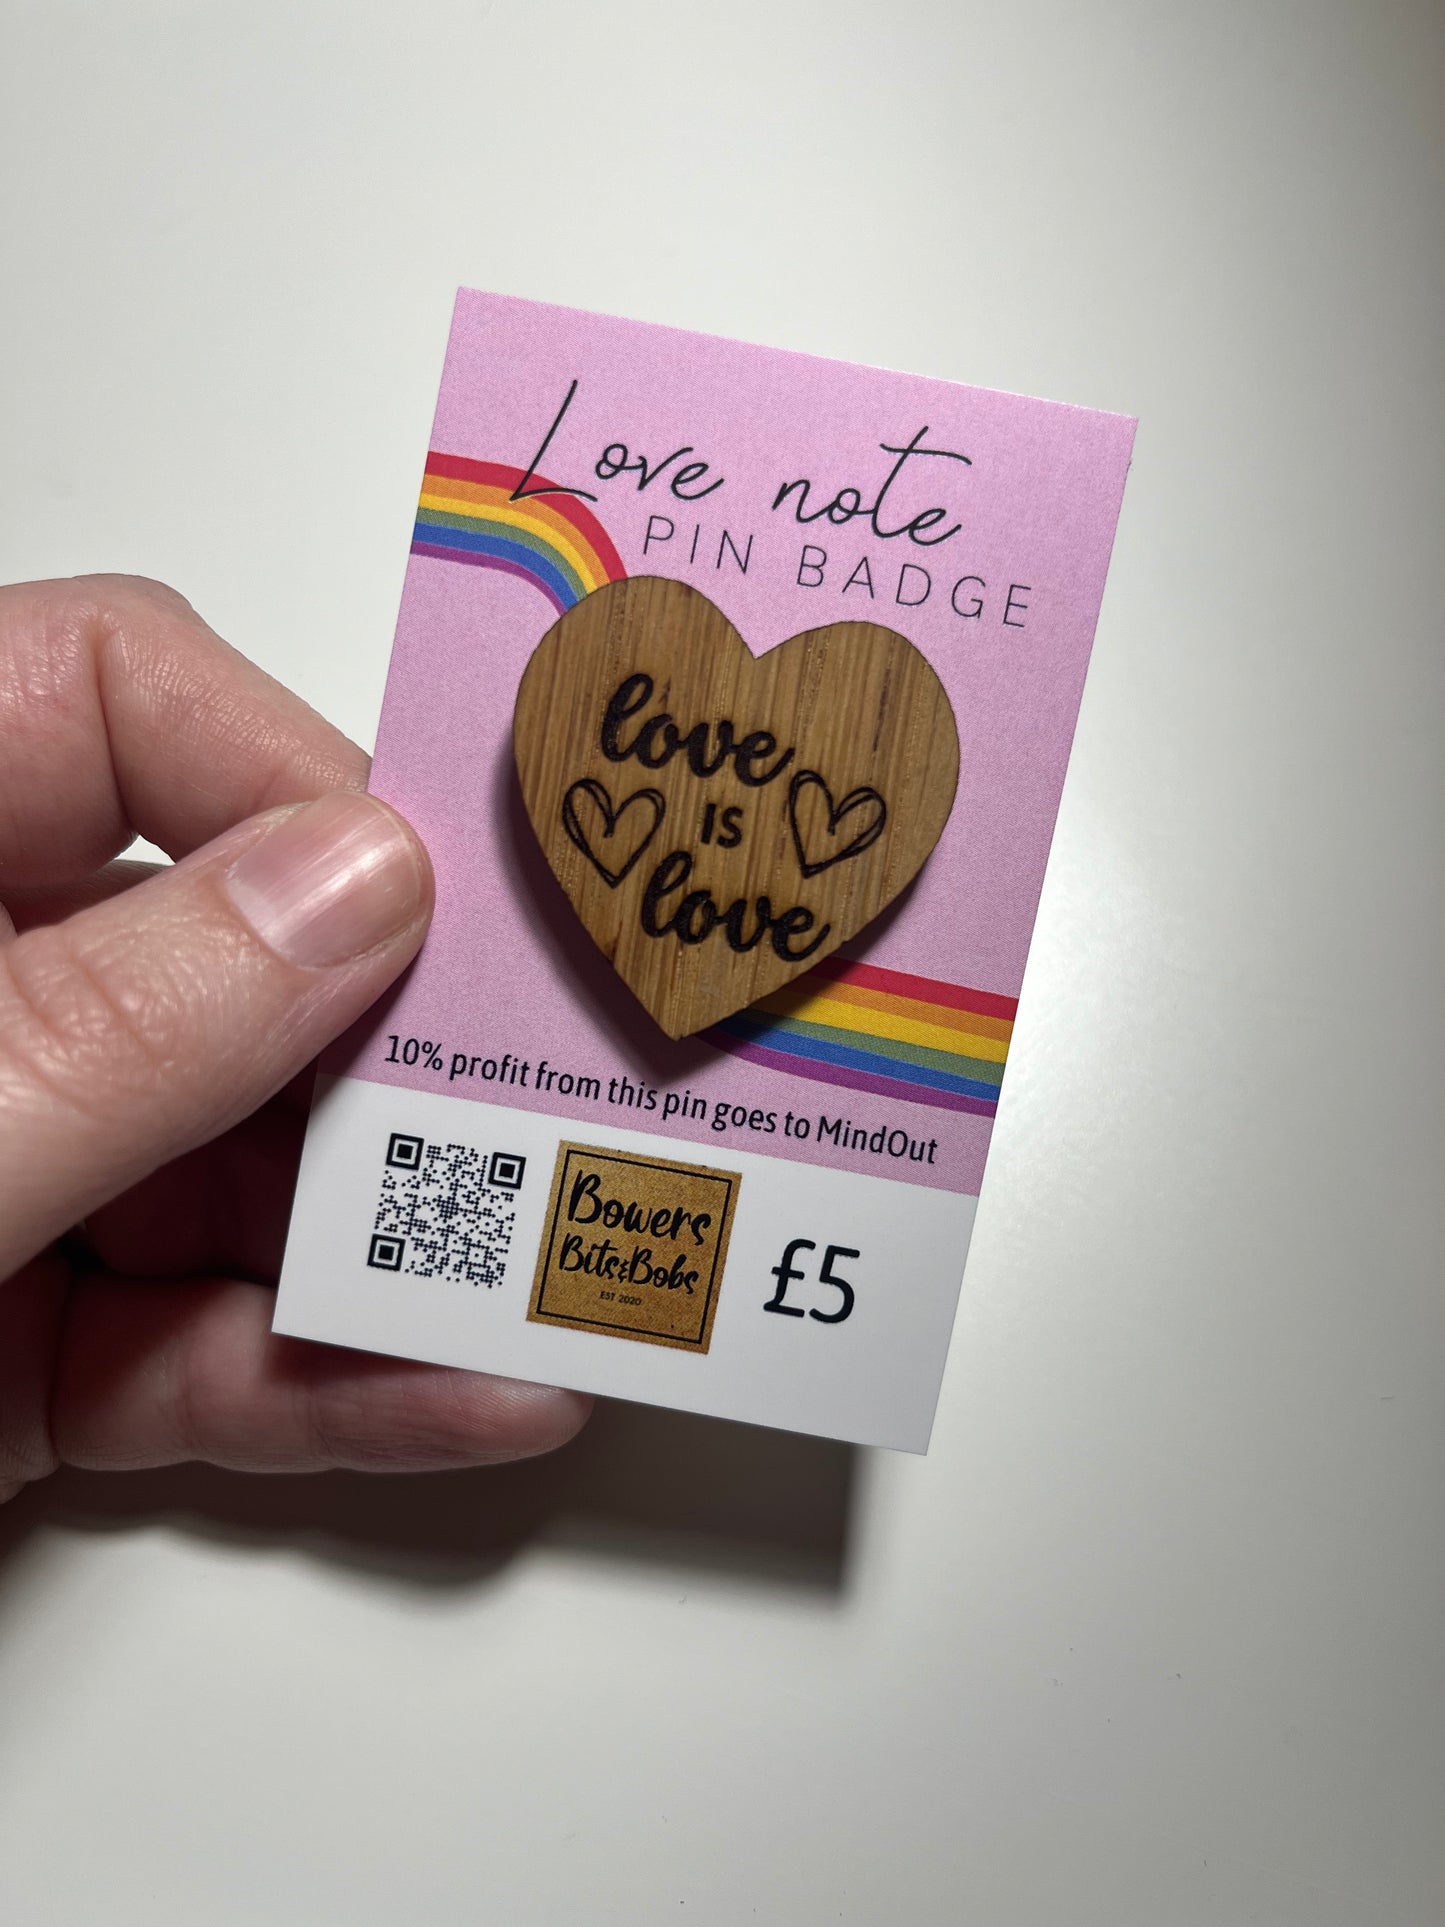 Love note
PIN BADGE
love
IS
love
10% profit from this pin goes to MindOut
Bowers
Bits&Bobs
EST 2020
£5